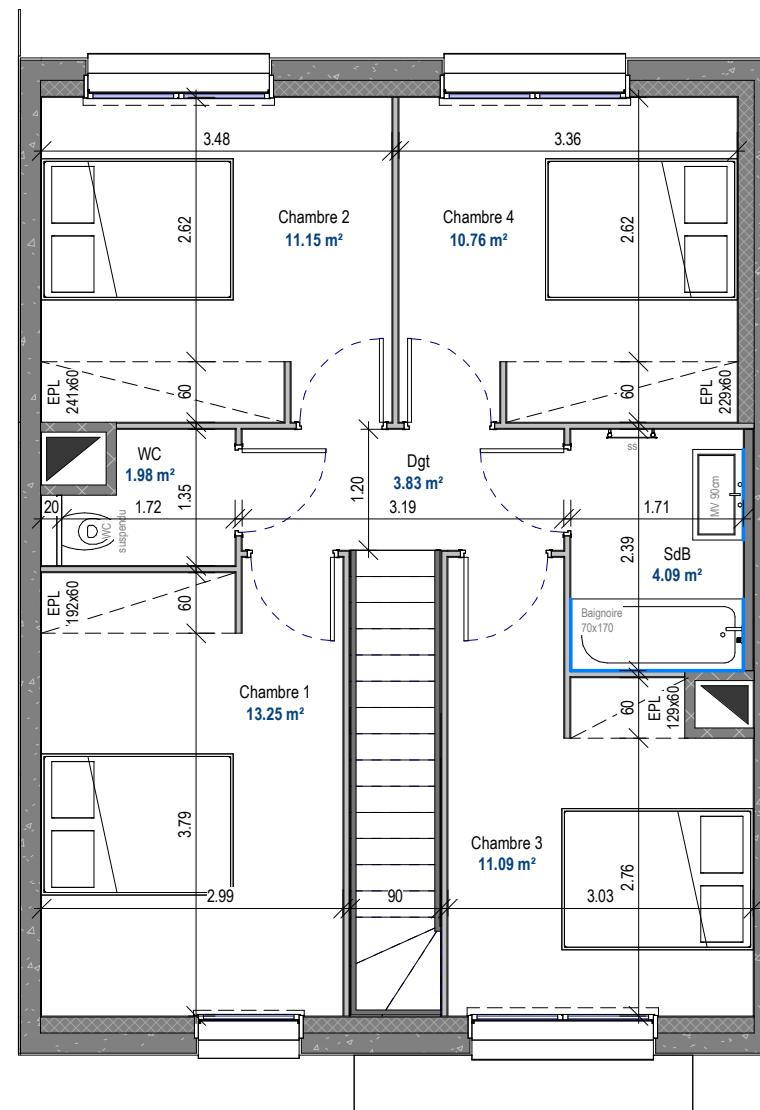 3.48
3.36
2.62
Chambre 2
11.15 m²
Chambre 4
10.76 m²
2.62
EPL
241x60
60
60
EPL
229x60
WC
1.98 m²
Dgt
3.83 m²
ss
MV 90cm
20
1.72
1.35
1.20
3.19
1.71
WC
suspendu
2.39
SdB
4.09 m²
EPL
192x60
60
Baignoire
70x170
Chambre 1
13.25 m²
60
EPL
129x60
3.79
Chambre 3
11.09 m²
2.76
2.99
90
3.03